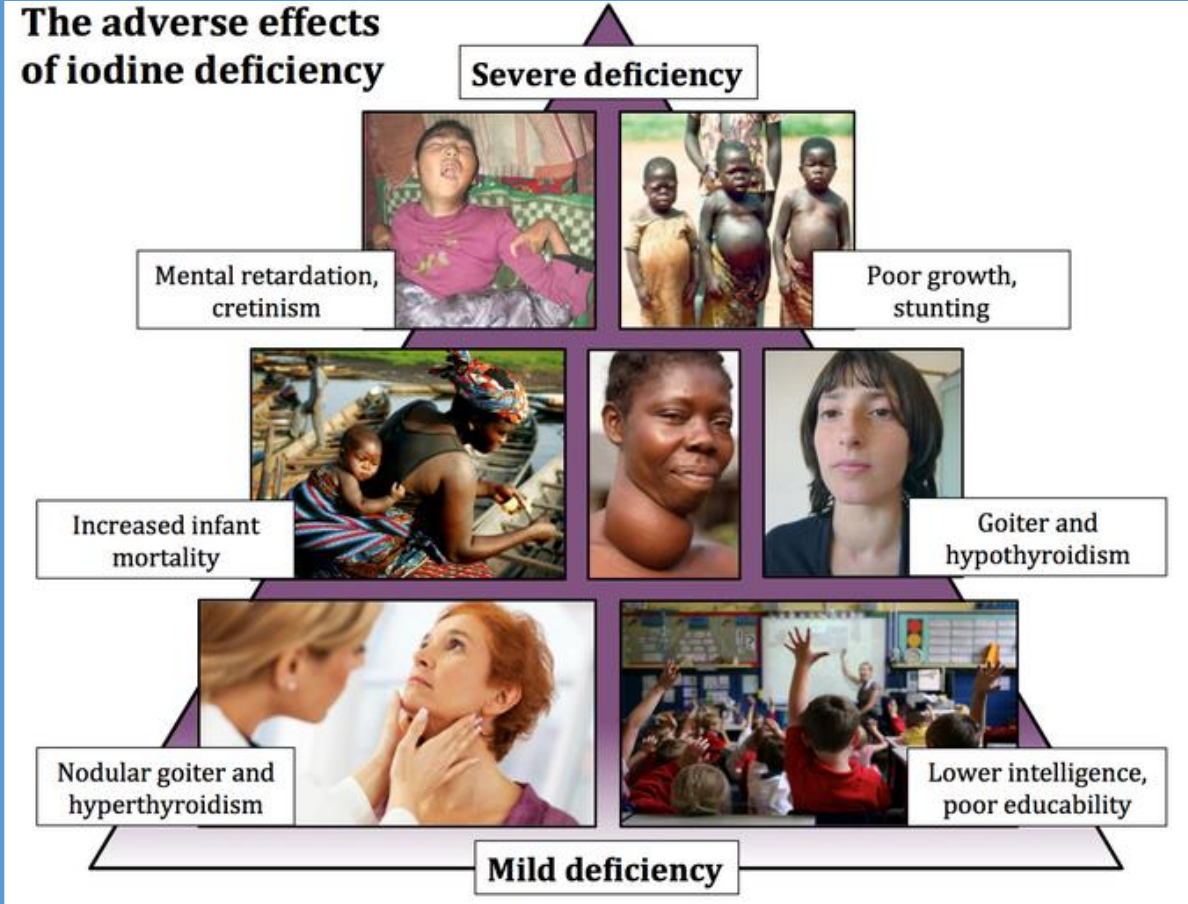 The adverse effects
of iodine deficiency
Severe deficiency
Mental retardation,
cretinism
Poor growth,
stunting
Increased infant
mortality
Goiter and
hypothyroidism
Nodular goiter and
hyperthyroidism
Lower intelligence,
poor educability
Mild deficiency